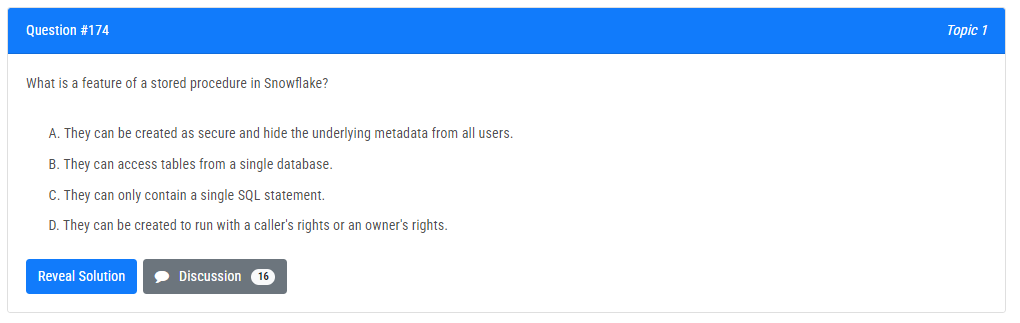 Question #174
Topic 1
What is a feature of a stored procedure in Snowflake?
A. They can be created as secure and hide the underlying metadata from all users.
B. They can access tables from a single database.
C. They can only contain a single SQL statement.
D. They can be created to run with a caller's rights or an owner's rights.
Reveal Solution
Discussion 16